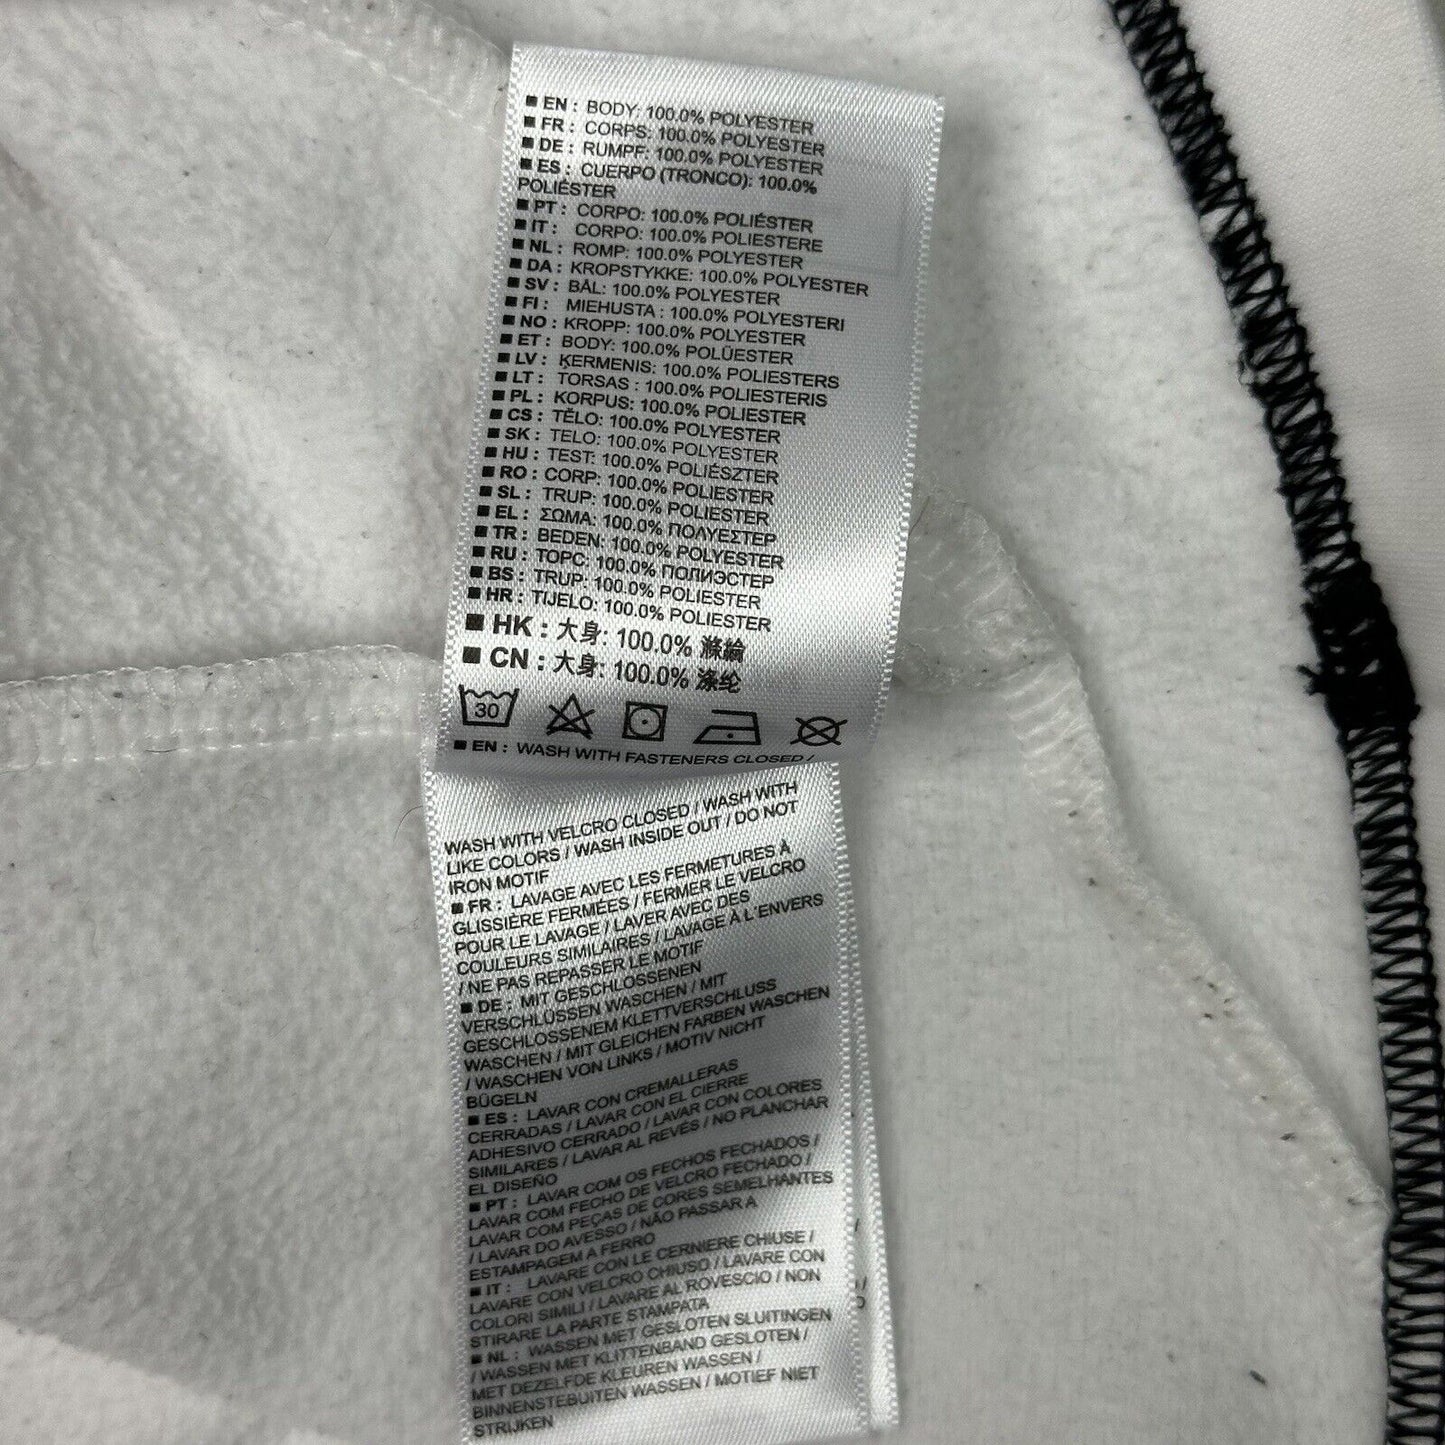 ■ EN : BODY: 100.0% POLYESTER
■ FR : CORPS: 100.0% POLYESTER
■ DE : RUMPF: 100.0% POLYESTER
■ ES : CUERPO (TRONCO): 100.0%
POLIÉSTER
■ PT : CORPO: 100.0% POLIÉSTER
■ IT : CORPO: 100.0% POLIESTERE
■ NL : ROMP: 100.0% POLYESTER
■ DA : KROPSTYKKE: 100.0% POLYESTER
■ SV : BÅL: 100.0% POLYESTER
■ FI : MIEHUSTA : 100.0% POLYESTERI
■ NO : KROPP: 100.0% POLYESTER
■ ET : BODY: 100.0% POLÜESTER
■ LV : ĶERMENIS: 100.0% POLIESTERS
■ LT : TORSAS : 100.0% POLIESTERIS
■ PL : KORPUS: 100.0% POLIESTER
■ CS : TĚLO: 100.0% POLYESTER
■ SK : TELO: 100.0% POLYESTER
■ HU : TEST: 100.0% POLIÉSZTER
■ RO : CORP: 100.0% POLIESTER
■ SL : TRUP: 100.0% POLIESTER
■ EL : ΣΩΜΑ: 100.0% ΠΟΛΥΕΣΤΕΡ
■ TR : BEDEN: 100.0% POLYESTER
■ RU : ТОРС: 100.0% ПОЛИЭСТЕР
■ BS : TRUP: 100.0% POLIESTER
■ HR : TIJELO: 100.0% POLIESTER
■ HK : 大身: 100.0% 滌綸
■ CN : 大身: 100.0% 涤纶
30
■ EN : WASH WITH FASTENERS CLOSED /
WASH WITH VELCRO CLOSED / WASH WITH
LIKE COLORS / WASH INSIDE OUT / DO NOT
IRON MOTIF
■ FR : LAVAGE AVEC LES FERMETURES À
GLISSIÈRE FERMÉES / FERMER LE VELCRO
POUR LE LAVAGE / LAVER AVEC DES
COULEURS SIMILAIRES / LAVAGE À L'ENVERS
/ NE PAS REPASSER LE MOTIF
■ DE : MIT GESCHLOSSENEN
VERSCHLÜSSEN WASCHEN / MIT
GESCHLOSSENEM KLETTVERSCHLUSS
WASCHEN / MIT GLEICHEN FARBEN WASCHEN
/ WASCHEN VON LINKS / MOTIV NICHT
BÜGELN
■ ES : LAVAR CON CREMALLERAS
CERRADAS / LAVAR CON EL CIERRE
ADHESIVO CERRADO / LAVAR CON COLORES
SIMILARES / LAVAR AL REVÉS / NO PLANCHAR
EL DISEÑO
■ PT : LAVAR COM OS FECHOS FECHADOS /
LAVAR COM FECHO DE VELCRO FECHADO /
LAVAR COM PEÇAS DE CORES SEMELHANTES
/ LAVAR DO AVESSO / NÃO PASSAR A
ESTAMPAGEM A FERRO
■ IT : LAVARE CON LE CERNIERE CHIUSE /
LAVARE CON VELCRO CHIUSO / LAVARE CON
COLORI SIMILI / LAVARE AL ROVESCIO / NON
STIRARE LA PARTE STAMPATA
■ NL : WASSEN MET GESLOTEN SLUITINGEN
/ WASSEN MET KLITTENBAND GESLOTEN /
MET DEZELFDE KLEUREN WASSEN /
BINNENSTEBUITEN WASSEN / MOTIEF NIET
STRIJKEN